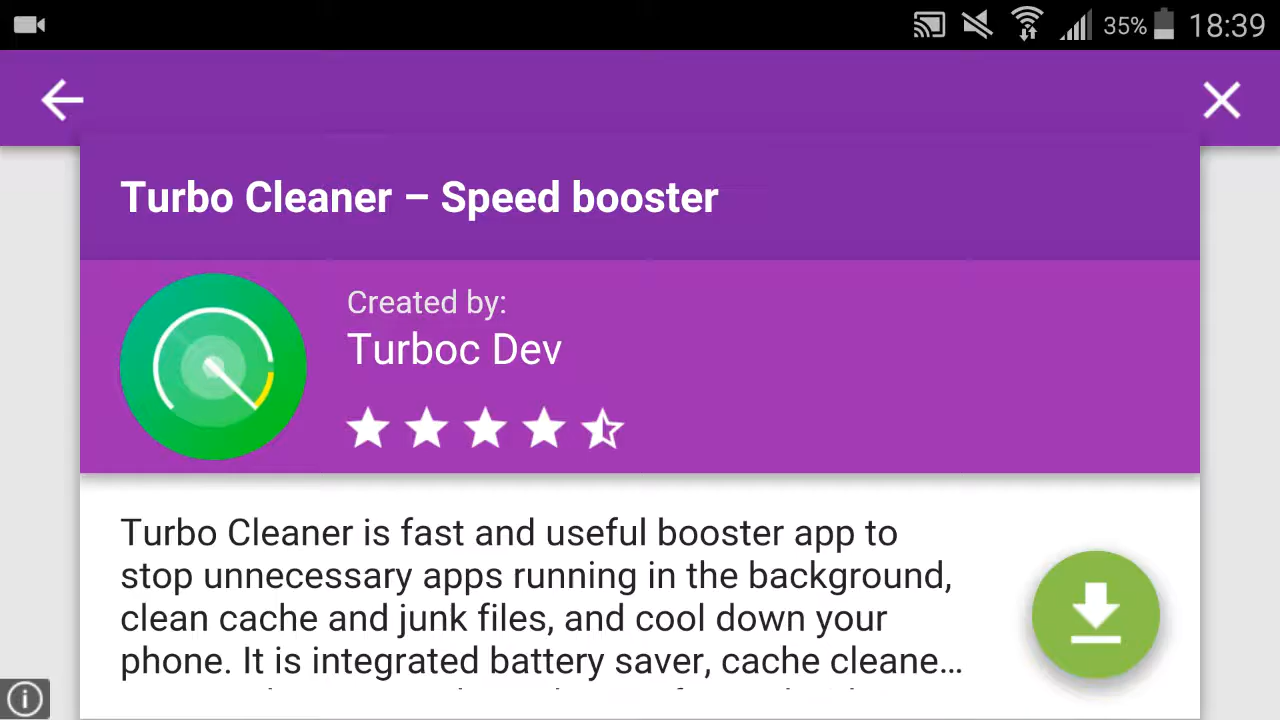 35% 18:39
Turbo Cleaner – Speed booster
Created by:
Turboc Dev
Turbo Cleaner is fast and useful booster app to
stop unnecessary apps running in the background,
clean cache and junk files, and cool down your
phone. It is integrated battery saver, cache cleane...